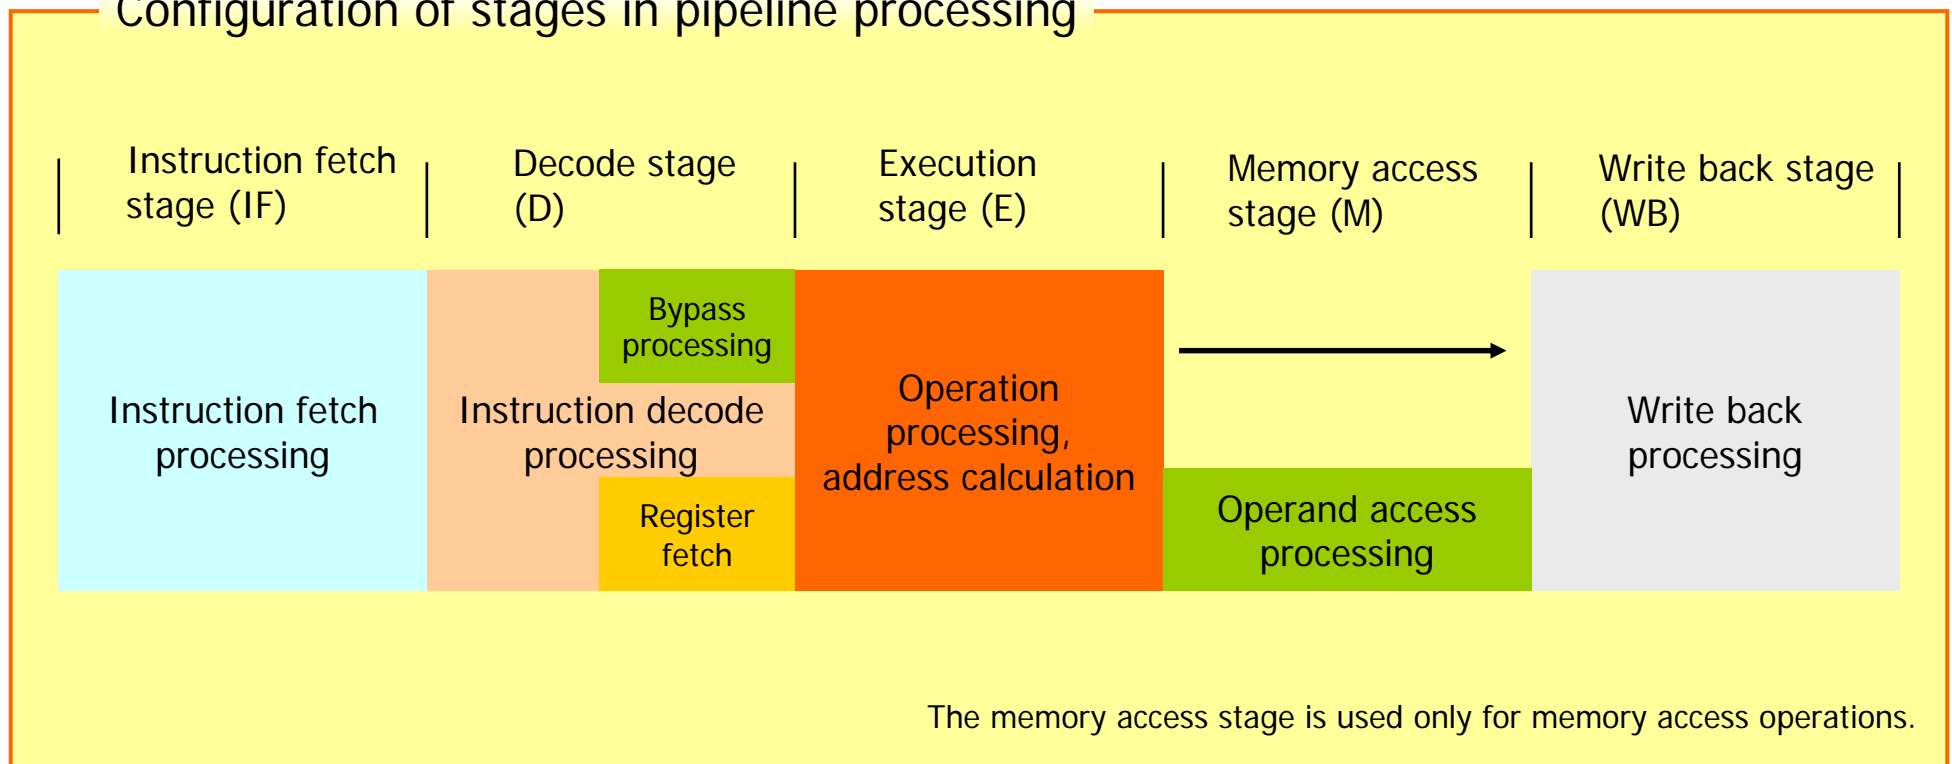 Configuration of stages in pipeline processing
Instruction fetch
stage (IF)
Decode stage
(D)
Execution
stage (E)
Memory access
stage (M)
Write back stage
(WB)
Instruction fetch
processing
Bypass
processing
Instruction decode
processing
Register
fetch
Operation
processing,
address calculation
Operand access
processing
Write back
processing
The memory access stage is used only for memory access operations.